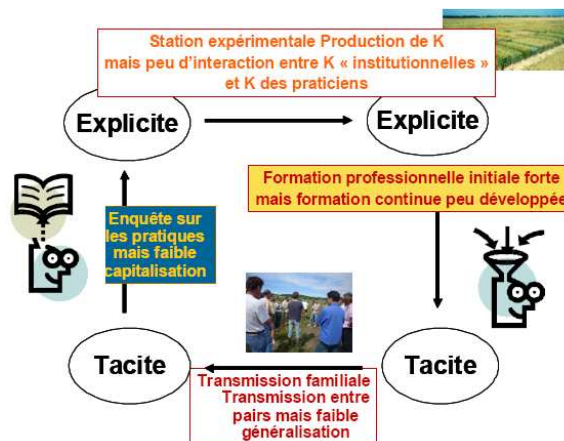 Station expérimentale Production de K
mais peu d'interaction entre K « institutionnelles »
et K des praticiens
Explicite
Explicite
Formation professionnelle initiale forte
mais formation continue peu développée
Enquête sur
les pratiques
mais faible
capitalisation
Tacite
Tacite
Transmission familiale
Transmission entre
pairs mais faible
généralisation